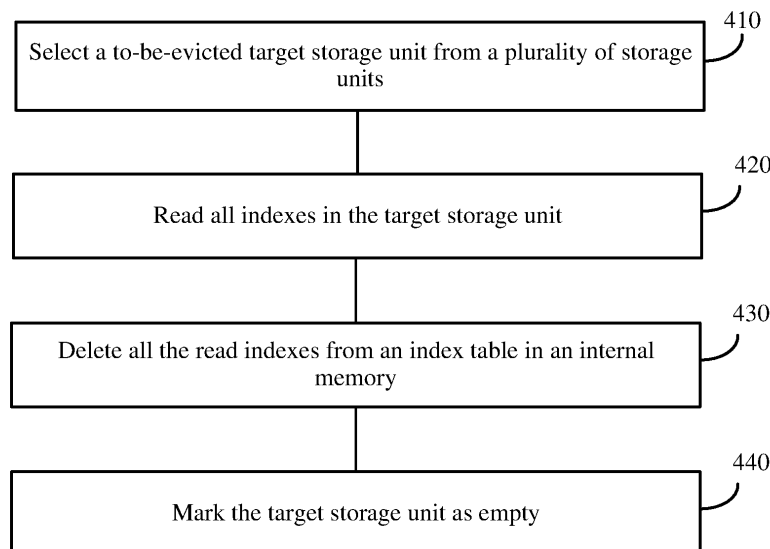 410
Select a to-be-evicted target storage unit from a plurality of storage
units
420
Read all indexes in the target storage unit
430
Delete all the read indexes from an index table in an internal
memory
440
Mark the target storage unit as empty